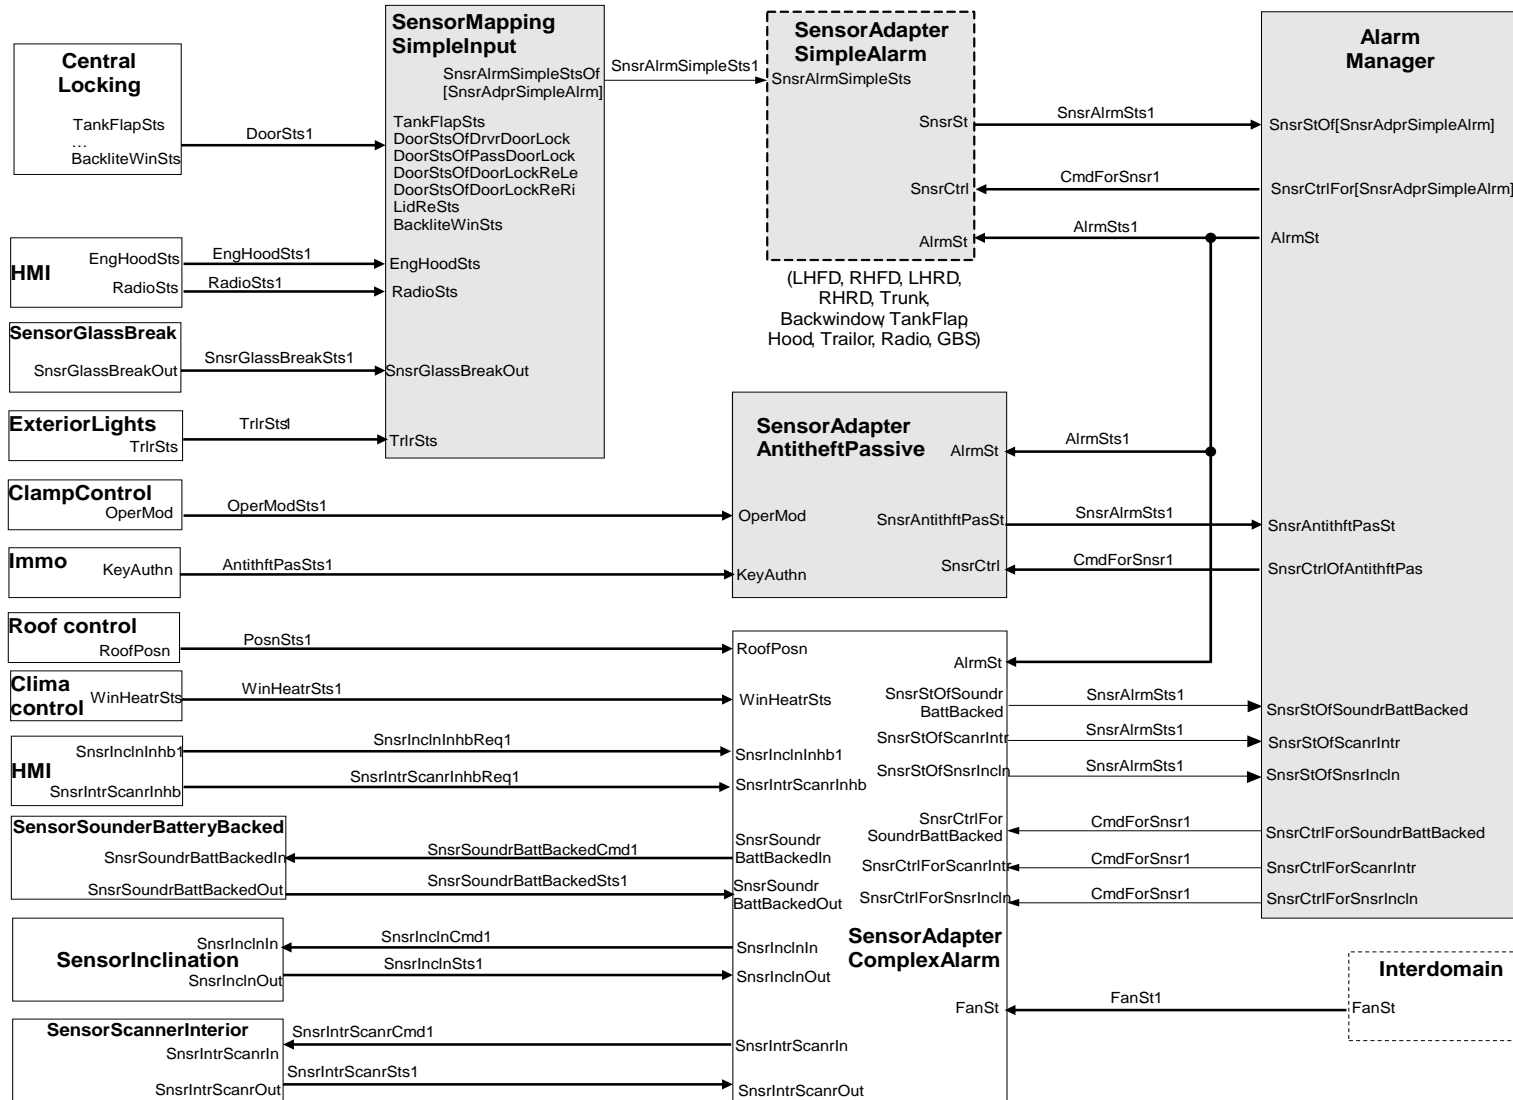 Central
Locking
TankFlapSts
...
BackliteWinSts
DoorSts1
SensorMapping
SimpleInput
SnsrAlrmSimpleStsOf
[SnsrAdprSimpleAlrm]
TankFlapSts
DoorStsOfDrvrDoorLock
DoorStsOfPassDoorLock
DoorStsOfDoorLockReLe
DoorStsOfDoorLockReRi
LidReSts
BackliteWinSts
EngHoodSts
RadioSts
SnsrGlassBreakOut
TrlrSts
SnsrAlrmSimpleSts1
SensorAdapter
SimpleAlarm
SnsrAlrmSimpleSts
SnsrSt
SnsrCtrl
AlrmSt
(LHFD, RHFD, LHRD,
RHRD, Trunk,
Backwindow, TankFlap,
Hood, Trailor, Radio, GBS)
SnsrAlrmSts1
CmdForSnsr1
AlrmSts1
Alarm
Manager
SnsrStOf[SnsrAdprSimpleAlrm]
SnsrCtrlFor[SnsrAdprSimpleAlrm]
AlrmSt
SnsrAntithftPasSt
SnsrCtrlOfAntithftPas
SnsrStOfSoundrBattBacked
SnsrStOfScanrIntr
SnsrStOfSnsrIncln
SnsrCtrlForSoundrBattBacked
SnsrCtrlForScanrIntr
SnsrCtrlForSnsrIncln
HMI
EngHoodSts
RadioSts
EngHoodSts1
RadioSts1
SensorGlassBreak
SnsrGlassBreakOut
SnsrGlassBreakSts1
ExteriorLights
TrlrSts
TrlrSts1
ClampControl
OperMod
OperModSts1
Immo
KeyAuthn
AntithftPasSts1
SensorAdapter
AntitheftPassive
AlrmSt
OperMod
SnsrAntithftPasSt
SnsrCtrl
KeyAuthn
AlrmSts1
SnsrAlrmSts1
CmdForSnsr1
Roof control
RoofPosn
PosnSts1
Clima
control
WinHeatrSts
WinHeatrSts1
HMI
SnsrInclnInhb1
SnsrIntrScanrInhb
SnsrInclnInhbReq1
SnsrIntrScanrInhbReq1
SensorSounderBatteryBacked
SnsrSoundrBattBackedIn
SnsrSoundrBattBackedOut
SnsrSoundrBattBackedCmd1
SnsrSoundrBattBackedSts1
SensorInclination
SnsrInclnIn
SnsrInclnOut
SnsrInclnCmd1
SnsrInclnSts1
SensorScannerInterior
SnsrIntrScanrIn
SnsrIntrScanrOut
SnsrIntrScanrCmd1
SnsrIntrScanrSts1
RoofPosn
AlrmSt
WinHeatrSts
SnsrStOfSoundr
BattBacked
SnsrStOfScanrIntr
SnsrInclnInhb1
SnsrStOfSnsrIncln
SnsrIntrScanrInhb
SnsrCtrlFor
SoundrBattBacked
SnsrSoundr
BattBackedIn
SnsrCtrlForScanrIntr
SnsrSoundr
BattBackedOut
SnsrCtrlForSnsrIncln
SensorAdapter
ComplexAlarm
SnsrInclnIn
SnsrInclnOut
FanSt
SnsrIntrScanrIn
SnsrIntrScanrOut
SnsrAlrmSts1
SnsrAlrmSts1
SnsrAlrmSts1
CmdForSnsr1
CmdForSnsr1
CmdForSnsr1
FanSt1
Interdomain
FanSt